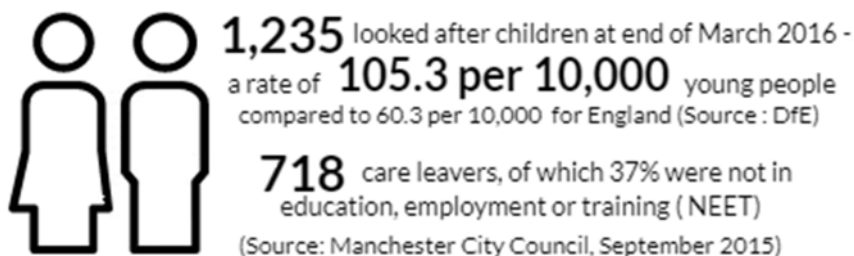 1,235 looked after children at end of March 2016 -
a rate of 105.3 per 10,000 young people
compared to 60.3 per 10,000 for England (Source : DfE)
718 care leavers, of which 37% were not in
education, employment or training ( NEET)
(Source: Manchester City Council, September 2015)